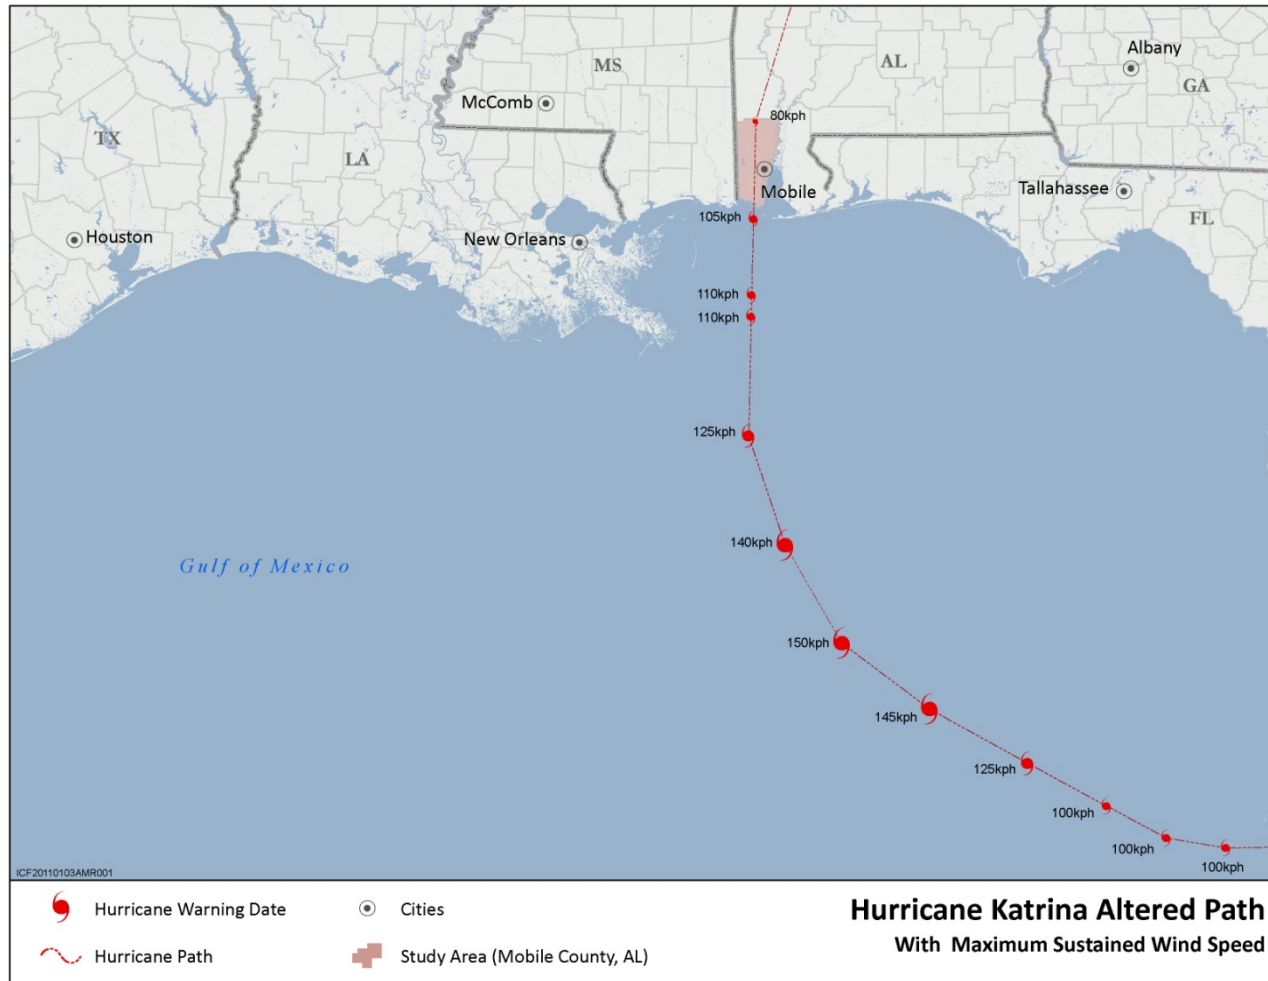 Albany
MS
AL
GA
McComb
80kph
TX
LA
Mobile
Tallahassee
105kph
FL
Houston
New Orleans
110kph
110kph
125kph
140kph
Gulf of Mexico
150kph
145kph
125kph
100kph
100kph
100kph
ICF20110103AMR001
Hurricane Warning Date
Cities
Hurricane Path
Study Area (Mobile County, AL)
Hurricane Katrina Altered Path
With Maximum Sustained Wind Speed